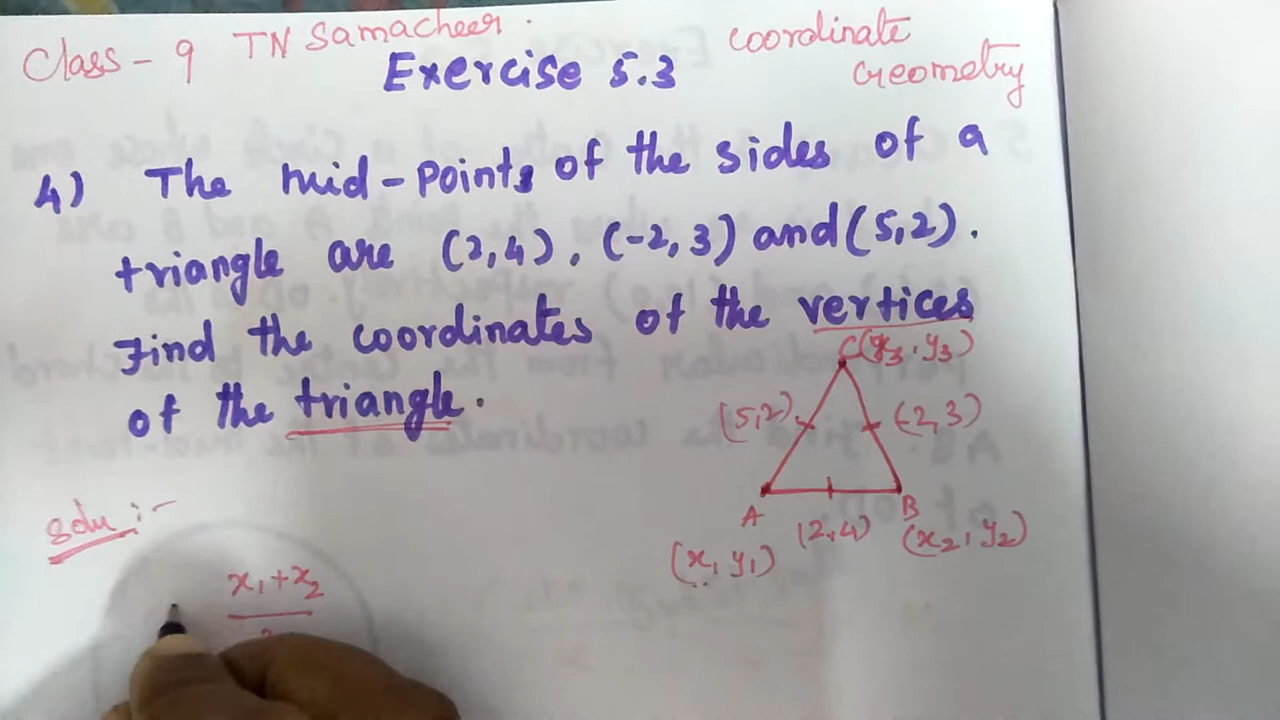 Class - 9 TN Samacheer. coordinate
Exercise 5.3 Geometry
4) The mid-points of the sides of a
triangle are (2,4), (-2,3) and (5,2).
Find the coordinates of the vertices
of the triangle.
C(x₃, y₃)
(5,2) (-2,3)
A B
(2,4)
(x₁ y₁) (x₂, y₂)
Solu :-
x₁+x₂